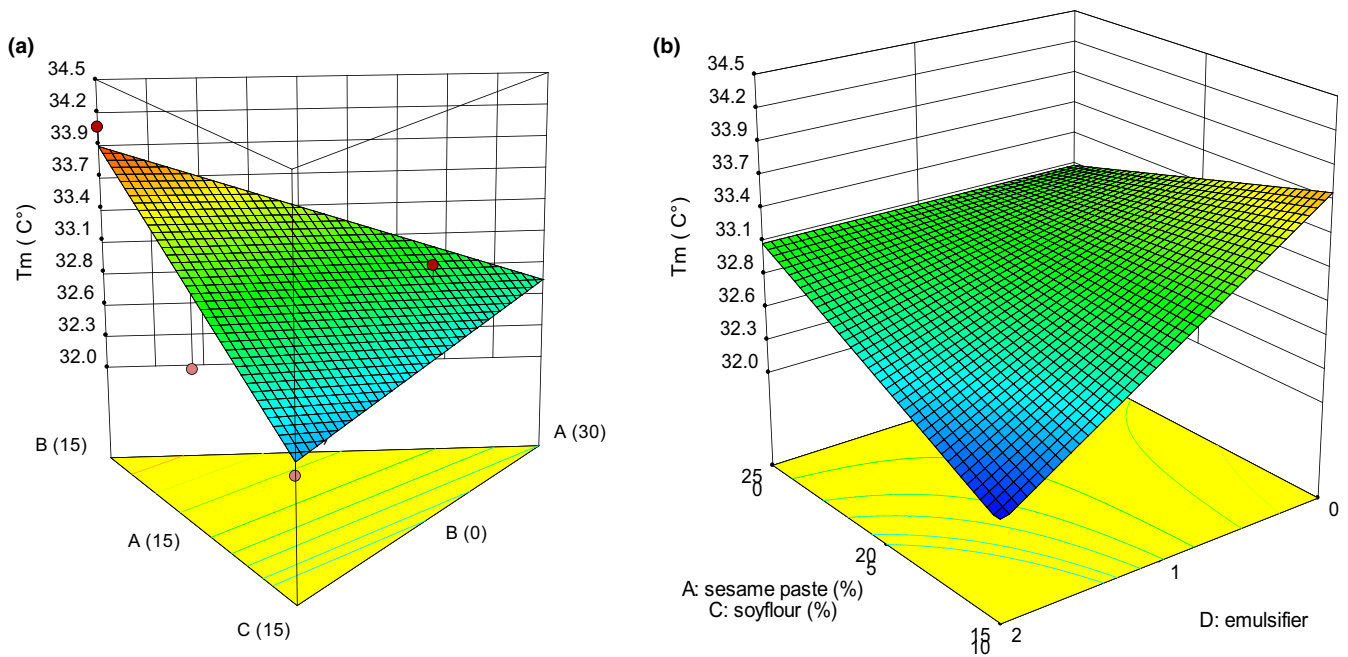 (a)
34.5
34.2
33.9
33.7
33.4
33.1
32.8
32.6
32.3
32.0
Tm ( C°)
B (15)
A (30)
A (15)
B (0)
C (15)
(b)
34.5
34.2
33.9
33.7
33.4
33.1
32.8
32.6
32.3
32.0
Tm ( C°)
25
0
20
5
15
10
2
1
0
A: sesame paste (%)
C: soyflour (%)
D: emulsifier